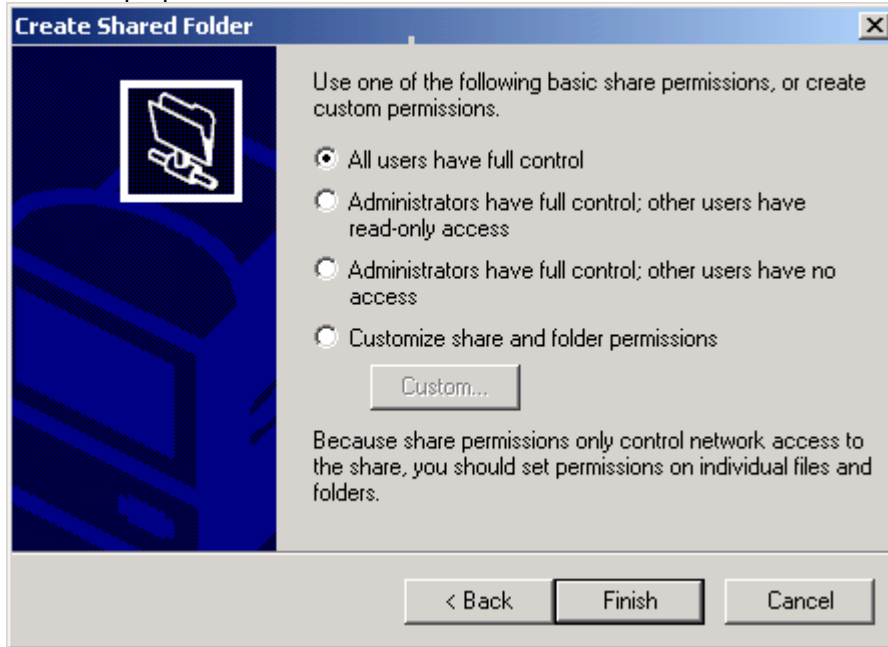 Create Shared Folder
Use one of the following basic share permissions, or create
custom permissions.
All users have full control
Administrators have full control; other users have
read-only access
Administrators have full control; other users have no
access
Customize share and folder permissions
Custom...
Because share permissions only control network access to
the share, you should set permissions on individual files and
folders.
< Back
Finish
Cancel